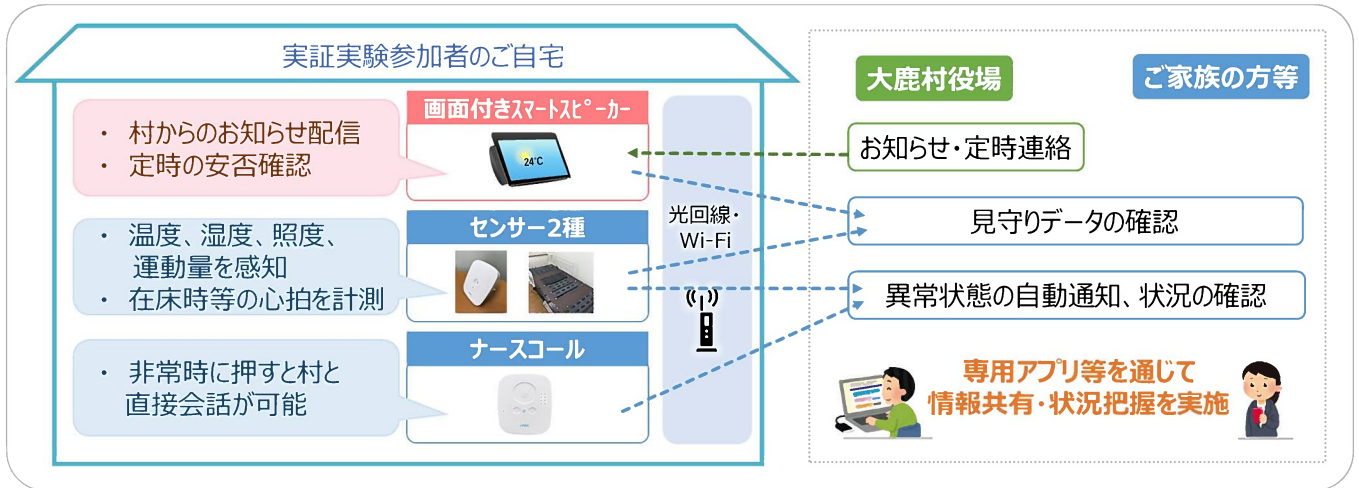 実証実験参加者のご自宅
・ 村からのお知らせ配信
・ 定時の安否確認
画面付きスマートスピーカー
24℃
・ 温度、湿度、照度、
運動量を感知
・ 在床時等の心拍を計測
センサー2種
・ 非常時に押すと村と
直接会話が可能
ナースコール
光回線・
Wi-Fi
大鹿村役場
ご家族の方等
お知らせ・定時連絡
見守りデータの確認
異常状態の自動通知、状況の確認
専用アプリ等を通じて
情報共有・状況把握を実施